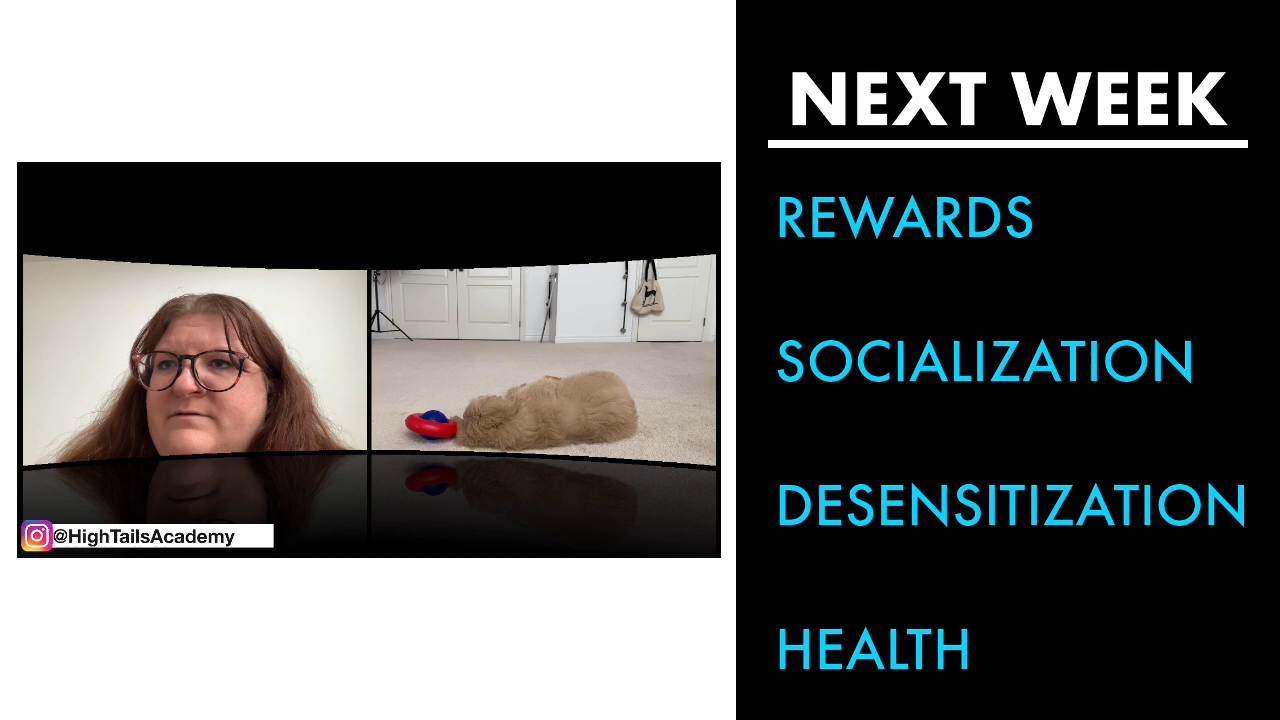 NEXT WEEK
REWARDS
SOCIALIZATION
DESENSITIZATION
HEALTH
@HighTailsAcademy